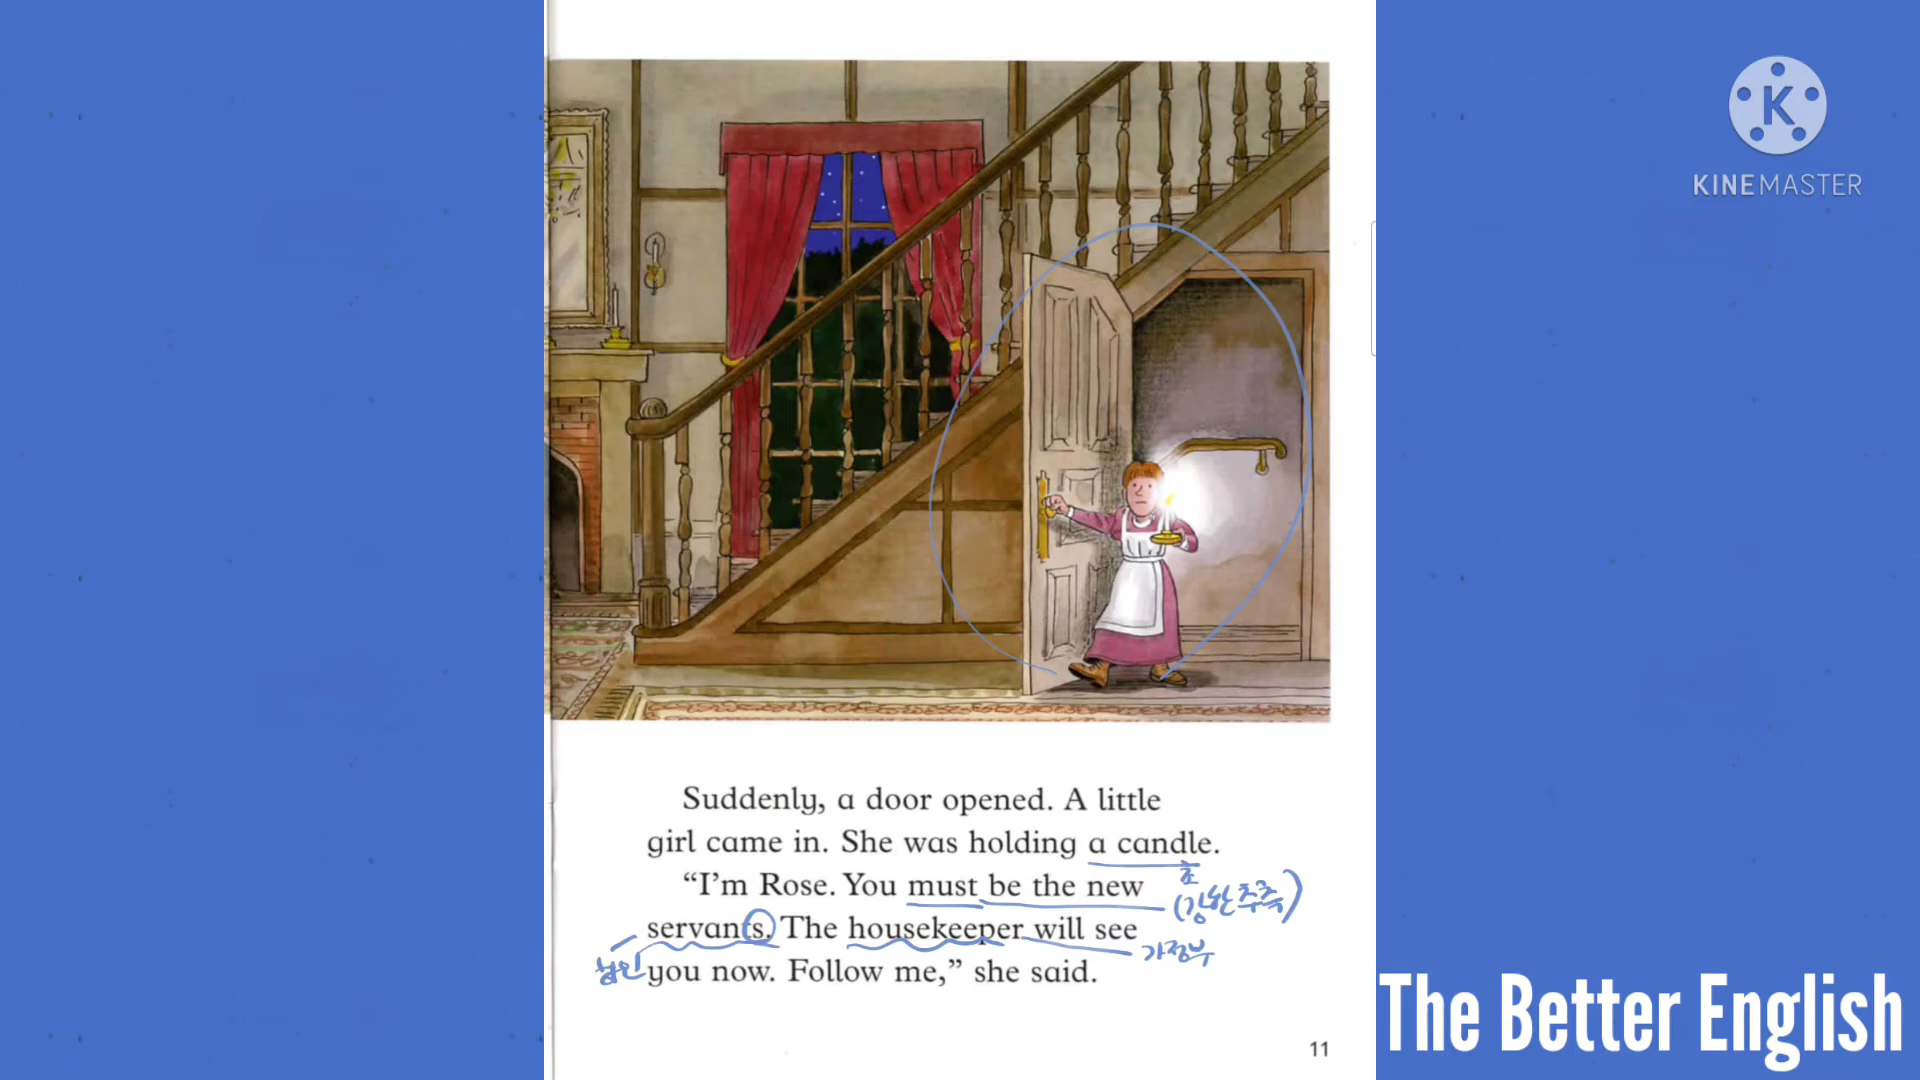 KINEMASTER
Suddenly, a door opened. A little
girl came in. She was holding a candle.
초
“I’m Rose. You must be the new
(강한추측)
servants. The housekeeper will see
가정부
하인
you now. Follow me,” she said.
11
The Better English